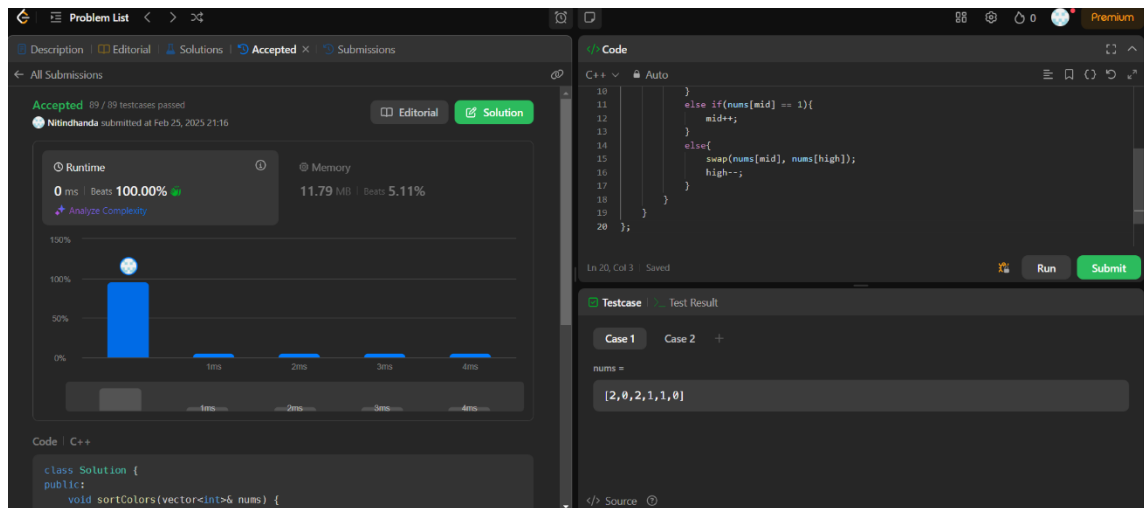 Problem List
0
Premium
Description | Editorial | Solutions | Accepted × | Submissions
← All Submissions
Accepted 89 / 89 testcases passed
Nitindhanda submitted at Feb 25, 2025 21:16
Editorial
Solution
Runtime
0 ms | Beats 100.00%
Analyze Complexity
Memory
11.79 MB | Beats 5.11%
150%
100%
50%
0%
1ms 2ms 3ms 4ms
1ms 2ms 3ms 4ms
Code | C++
class Solution {
public:
void sortColors(vector<int>& nums) {
</> Code
C++ Auto
10 }
11 else if(nums[mid] == 1){
12 mid++;
13 }
14 else{
15 swap(nums[mid], nums[high]);
16 high--;
17 }
18 }
19 }
20 };
Ln 20, Col 3 | Saved
Run
Submit
Testcase | >_ Test Result
Case 1 Case 2 +
nums =
[2,0,2,1,1,0]
</> Source